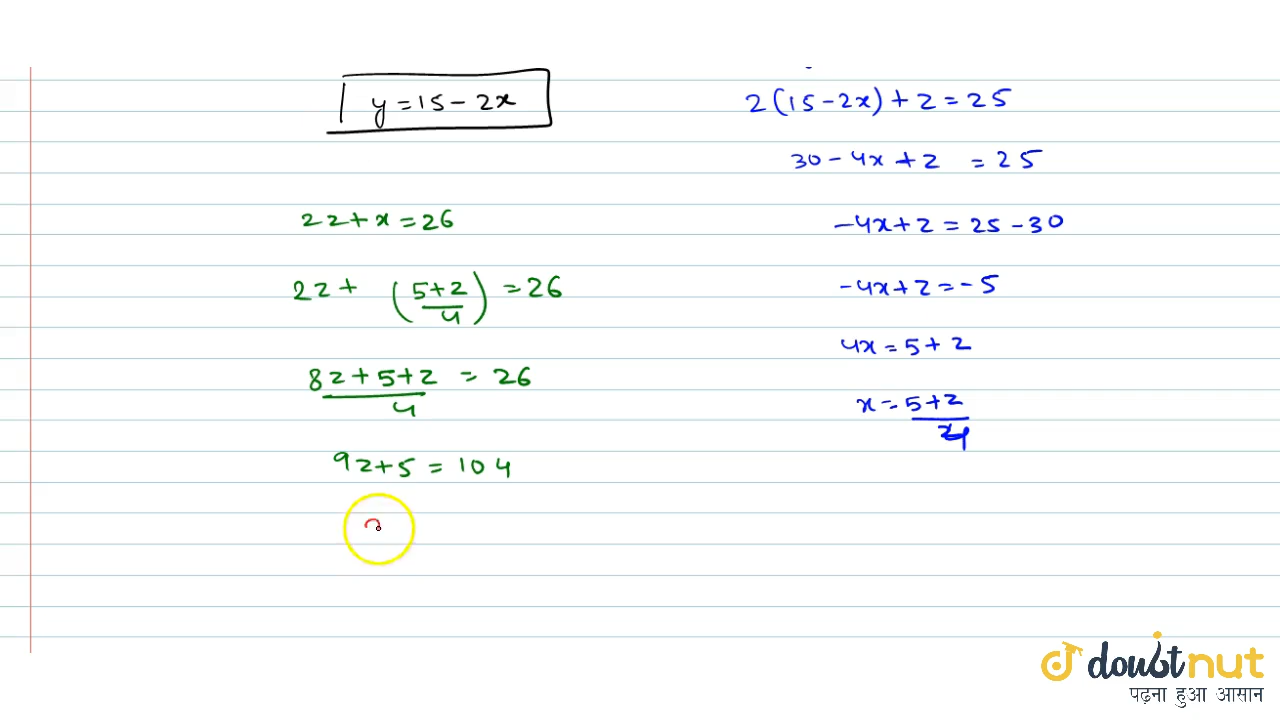 y = 15 - 2x
2z + x = 26
2z + (5+z/4) = 26
8z + 5 + z/4 = 26
9z + 5 = 104
2(15 - 2x) + z = 25
30 - 4x + z = 25
-4x + z = 25 - 30
-4x + z = -5
4x = 5 + z
x = 5+z/4
doubtnut
पढ़ना हुआ आसान